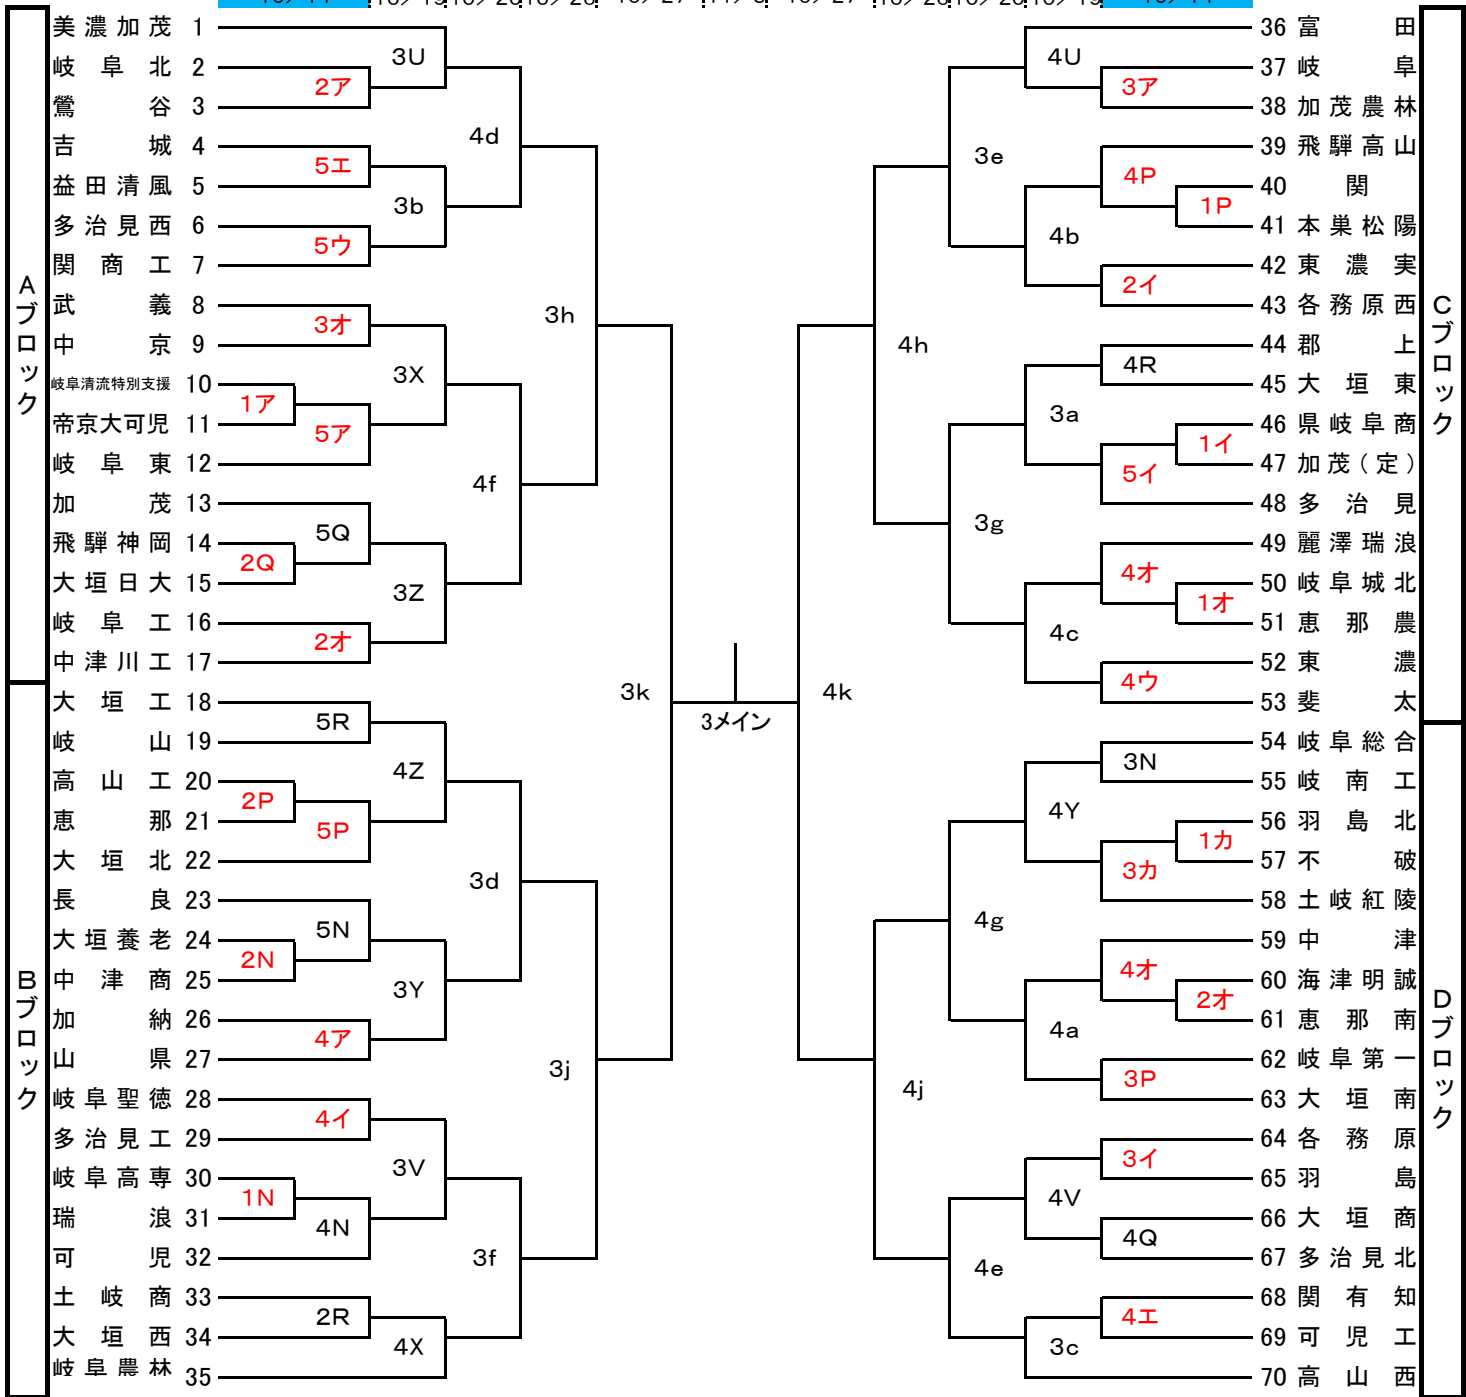 美濃加茂 1
3U
岐阜北 2
2ア
鶯谷 3
4d
吉城 4
5エ
益田清風 5
3b
多治見西 6
5ウ
関商工 7
Aブロック
武義 8
3h
3オ
中京 9
3X
岐阜清流特別支援 10
1ア
帝京大可児 11
5ア
岐阜東 12
4f
加茂 13
5Q
飛騨神岡 14
2Q
大垣日大 15
3Z
岐阜工 16
2オ
中津川工 17
3k
大垣工 18
5R
岐山 19
4Z
高山工 20
2P
恵那 21
5P
大垣北 22
3d
長良 23
5N
大垣養老 24
2N
中津商 25
3Y
Bブロック
加納 26
4ア
山県 27
3j
岐阜聖徳 28
4イ
多治見工 29
3V
岐阜高専 30
1N
瑞浪 31
4N
可児 32
3f
土岐商 33
2R
大垣西 34
4X
岐阜農林 35
3メイン
36 富田
4U
37 岐阜
3ア
38 加茂農林
3e
39 飛騨高山
4P
40 関
1P
41 本巣松陽
4b
42 東濃実
2イ
43 各務原西
Cブロック
4h
44 郡上
4R
45 大垣東
3a
46 県岐阜商
1イ
47 加茂(定)
5イ
48 多治見
3g
49 麗澤瑞浪
4オ
50 岐阜城北
1オ
51 恵那農
4c
52 東濃
4ウ
53 斐太
4k
54 岐阜総合
3N
55 岐南工
4Y
56 羽島北
1カ
57 不破
3カ
58 土岐紅陵
4g
59 中津
4オ
60 海津明誠
2オ
61 恵那南
4a
Dブロック
62 岐阜第一
3P
63 大垣南
4j
64 各務原
3イ
65 羽島
4V
66 大垣商
4Q
67 多治見北
4e
68 関有知
4エ
69 可児工
3c
70 高山西